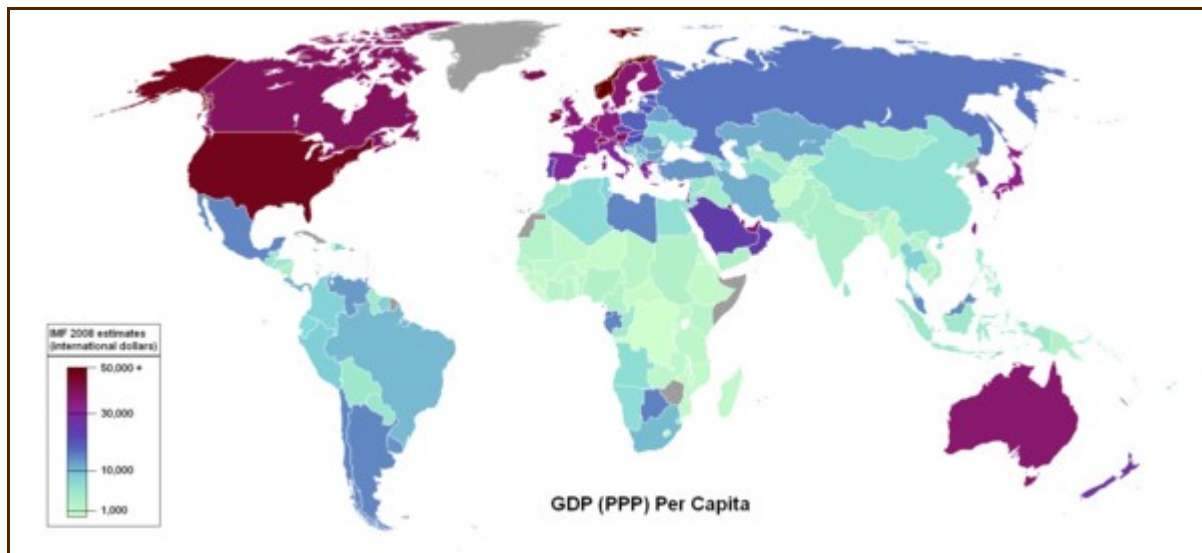 IMF 2008 estimates
(international dollars)
50,000 +
30,000
10,000
1,000
GDP (PPP) Per Capita